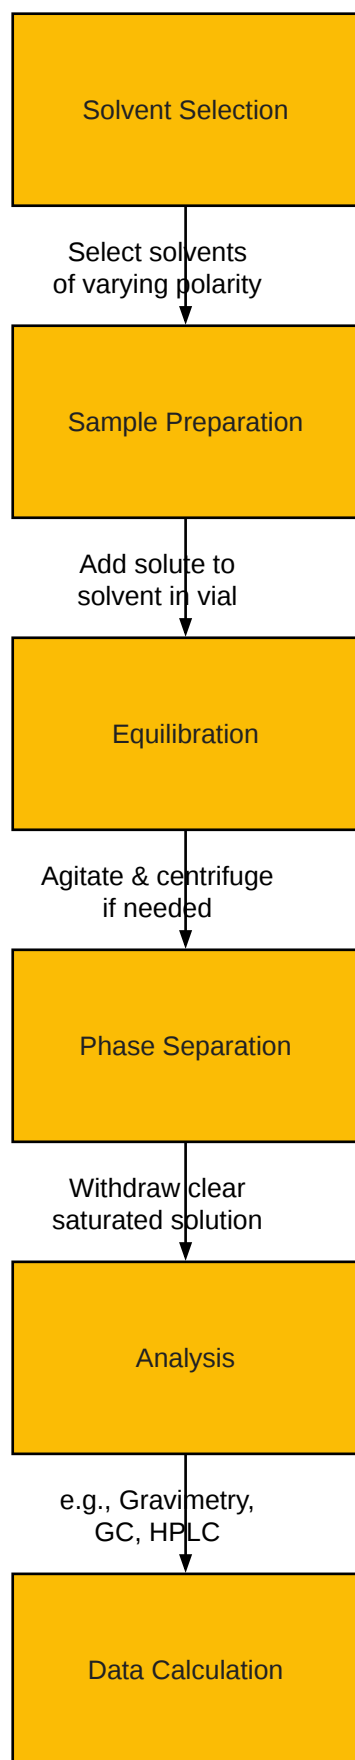 Solvent Selection
Select solvents
of varying polarity
Sample Preparation
Add solute to
solvent in vial
Equilibration
Agitate & centrifuge
if needed
Phase Separation
Withdraw clear
saturated solution
Analysis
e.g., Gravimetry,
GC, HPLC
Data Calculation